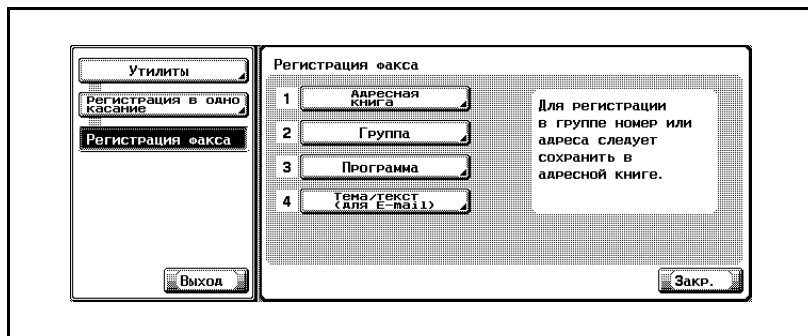 Утилиты
Регистрация в одно
касание
Регистрация факса
Выход
Регистрация факса
1 Адресная
книга
2 Группа
3 Программа
4 Тема/текст
(для E-mail)
Для регистрации
в группе номер или
адреса следует
сохранить в
адресной книге.
Закр.